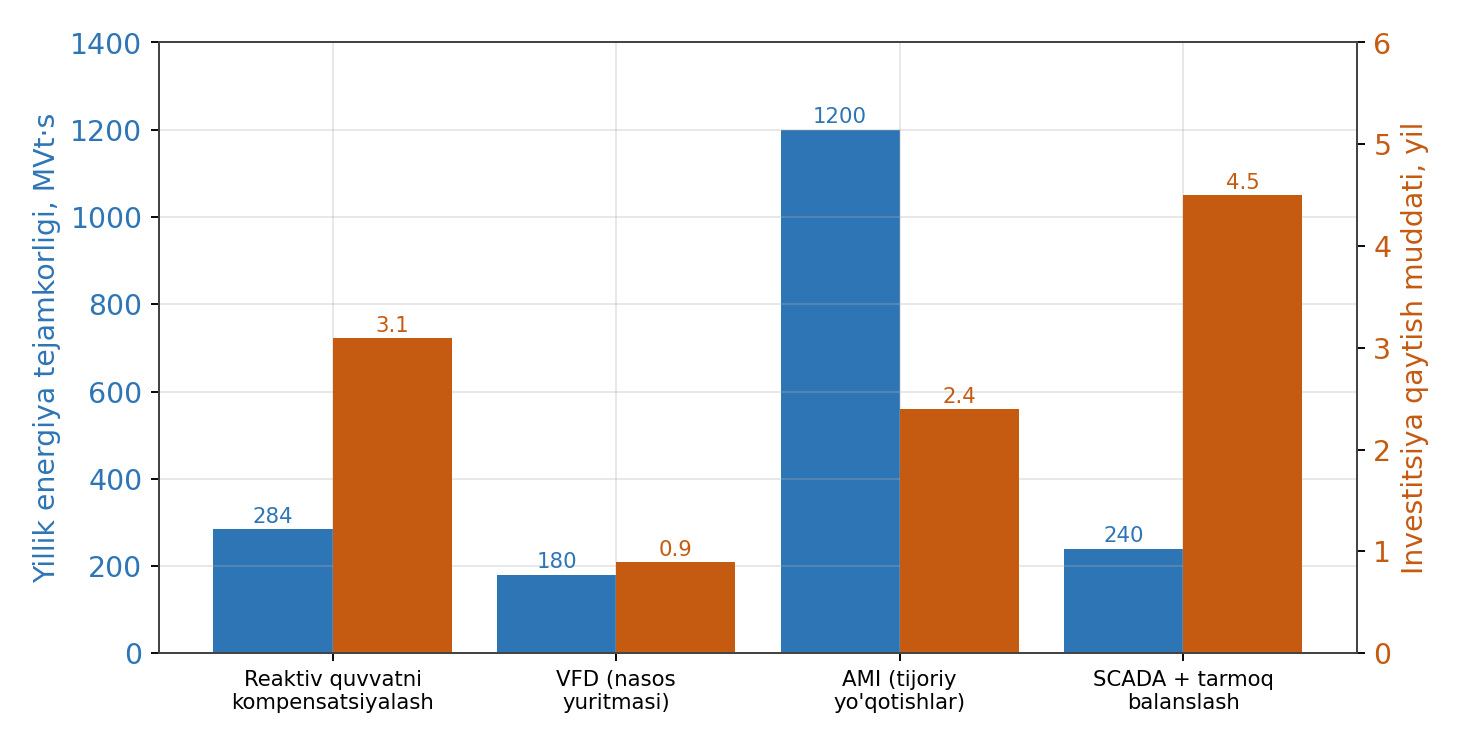 Yillik energiya tejamkorligi, MVt·s
1400
1200
1000
800
600
400
200
0
284
3.1
180
0.9
1200
2.4
240
4.5
Reaktiv quvvatni
kompensatsiyalash
VFD (nasos
yuritmasi)
AMI (tijoriy
yo'qotishlar)
SCADA + tarmoq
balanslash
6
5
4
3
2
1
0
Investitsiya qaytish muddati, yil